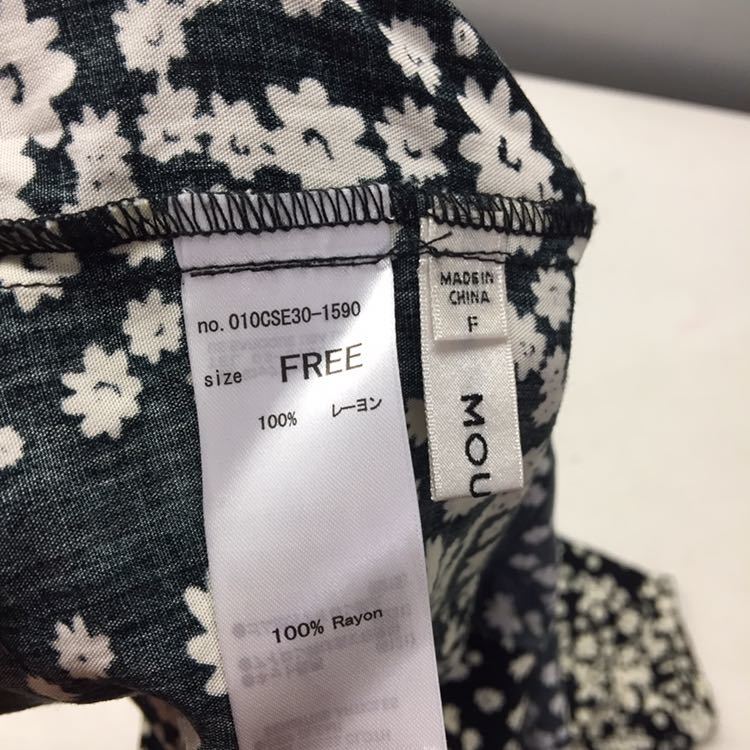 no. 010CSE30-1590
size FREE
100% レーヨン
100% Rayon
MADE IN
CHINA
F
MOU